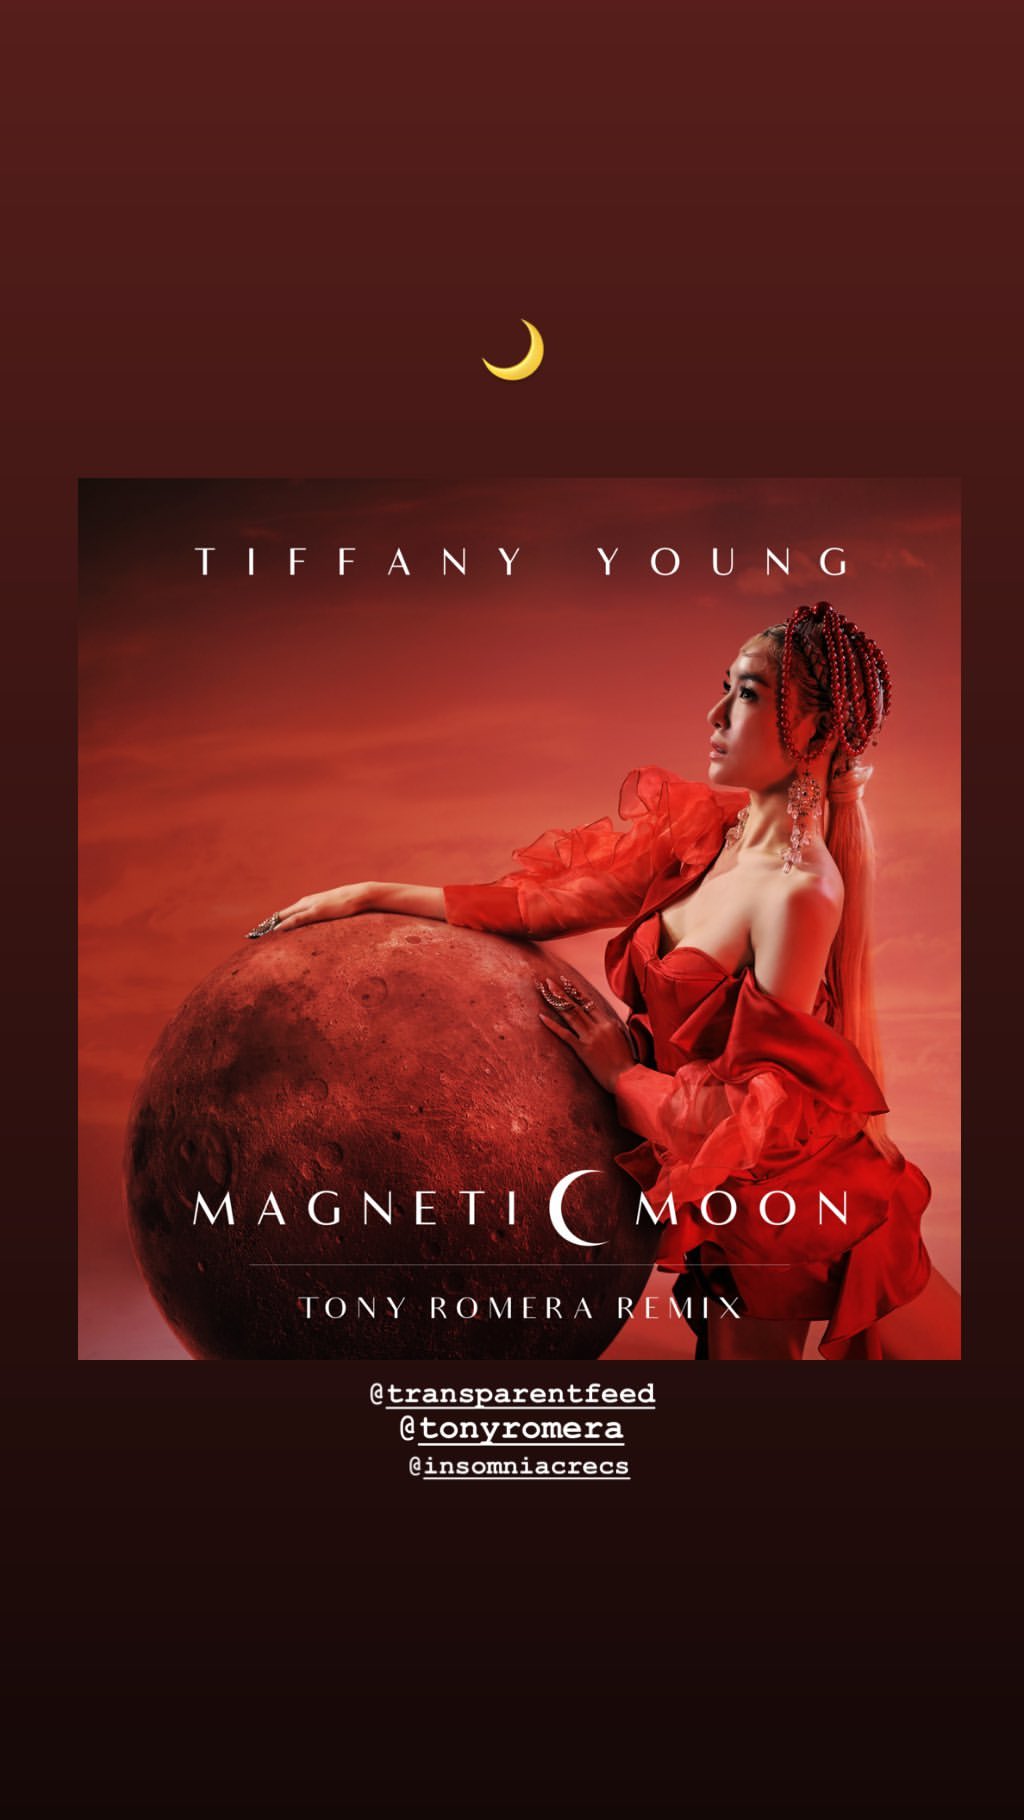 TIFFANY YOUNG
MAGNETIC MOON
TONY ROMERA REMIX
@transparentfeed
@tonyromera
@insomniacrecs